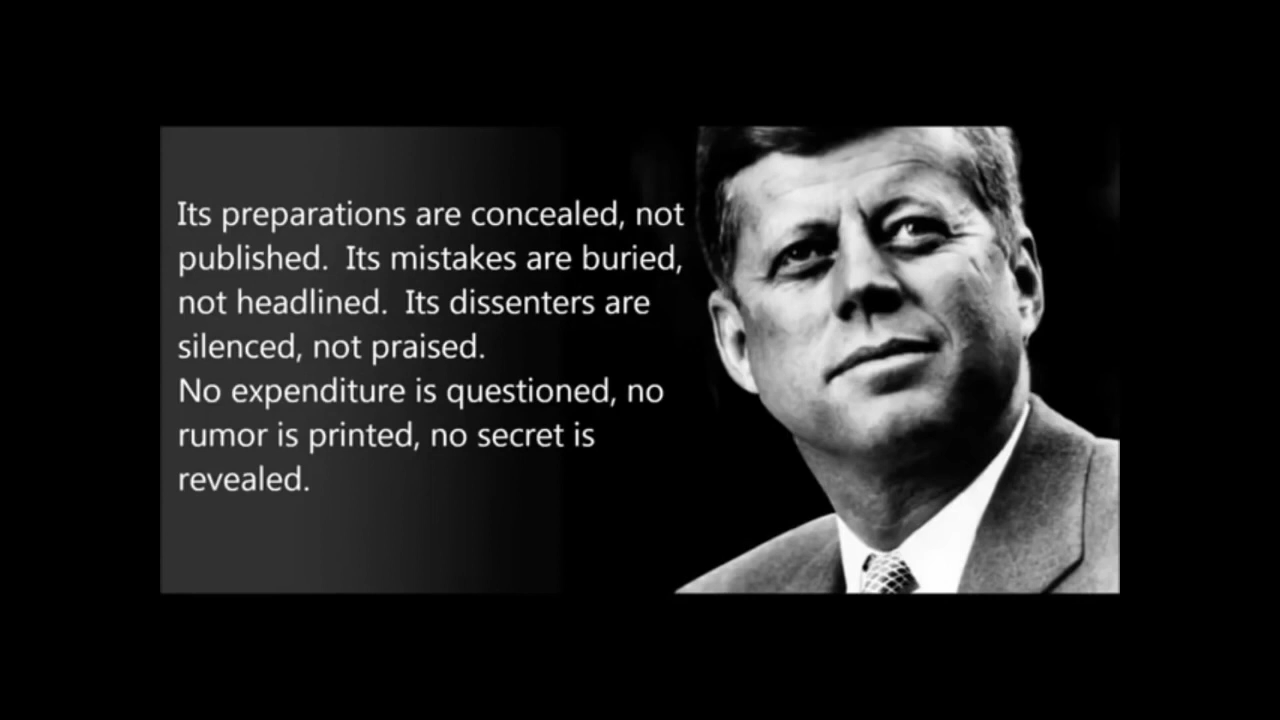 Its preparations are concealed, not
published.  Its mistakes are buried,
not headlined.  Its dissenters are
silenced, not praised.
No expenditure is questioned, no
rumor is printed, no secret is
revealed.